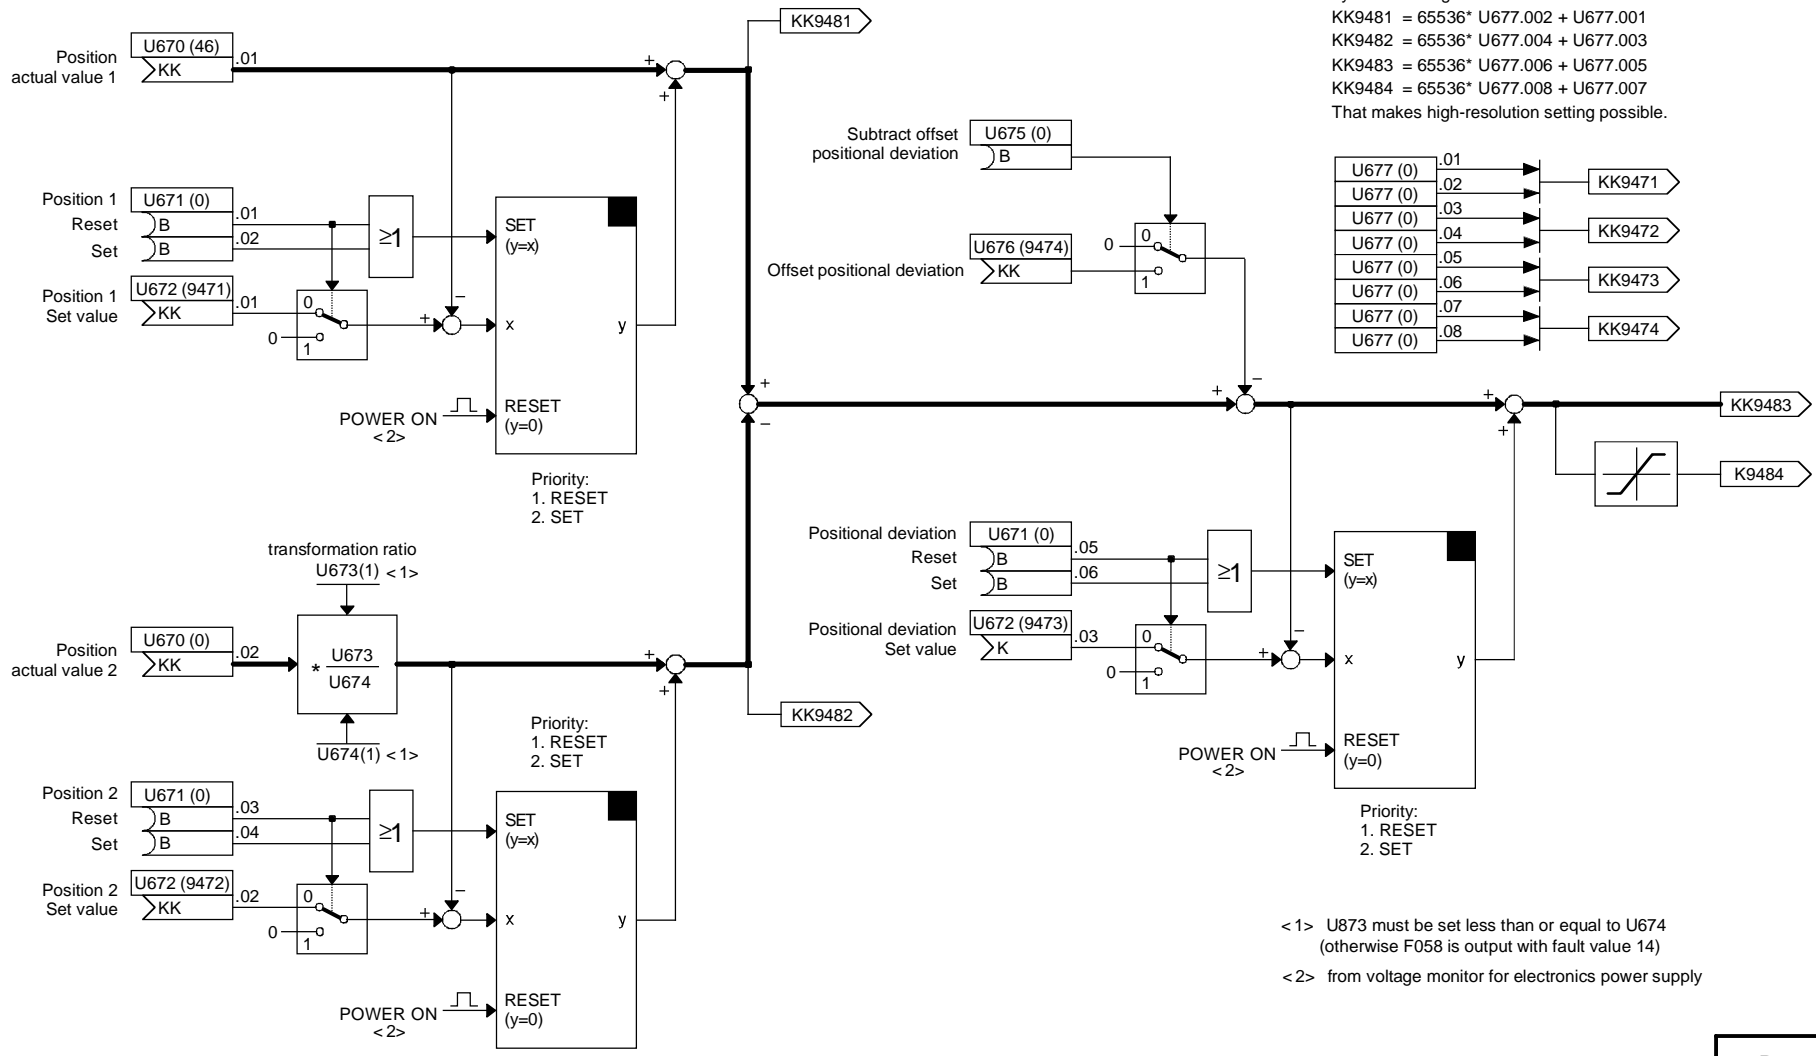 KK9481
KK9481 = 65536* U677.002 + U677.001
KK9482 = 65536* U677.004 + U677.003
KK9483 = 65536* U677.006 + U677.005
KK9484 = 65536* U677.008 + U677.007
That makes high-resolution setting possible.
Position
actual value 1
U670 (46)
KK
.01
+
+
Position 1
Reset
Set
U671 (0)
B
B
.01
.02
≥1
SET
(y=x)
Position 1
Set value
U672 (9471)
KK
.01
0
0
1
+
−
x
y
POWER ON
<2>
RESET
(y=0)
Priority:
1. RESET
2. SET
Subtract offset
positional deviation
U675 (0)
B
Offset positional deviation
U676 (9474)
KK
0
0
1
U677 (0)
.01
U677 (0)
.02
KK9471
U677 (0)
.03
U677 (0)
.04
KK9472
U677 (0)
.05
U677 (0)
.06
KK9473
U677 (0)
.07
U677 (0)
.08
KK9474
+
−
+
−
+
+
KK9483
K9484
transformation ratio
U673(1) <1>
Position
actual value 2
U670 (0)
KK
.02
* U673
U674
U674(1) <1>
+
+
KK9482
Priority:
1. RESET
2. SET
Position 2
Reset
Set
U671 (0)
B
B
.03
.04
≥1
SET
(y=x)
Position 2
Set value
U672 (9472)
KK
.02
0
0
1
+
−
x
y
POWER ON
<2>
RESET
(y=0)
Positional deviation
Reset
Set
U671 (0)
B
B
.05
.06
≥1
SET
(y=x)
Positional deviation
Set value
U672 (9473)
K
.03
0
0
1
+
−
x
y
POWER ON
<2>
RESET
(y=0)
Priority:
1. RESET
2. SET
<1> U873 must be set less than or equal to U674
(otherwise F058 is output with fault value 14)
<2> from voltage monitor for electronics power supply